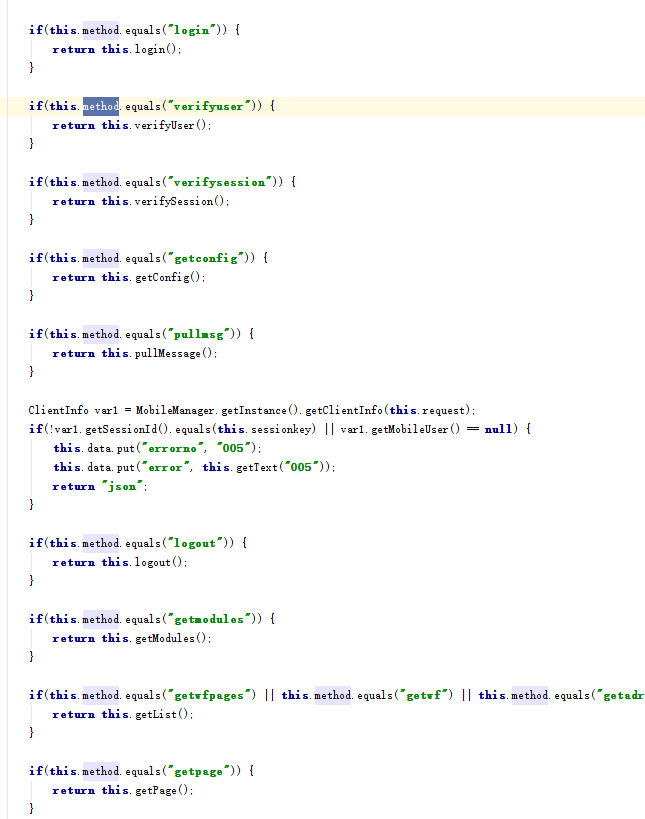 if(this.method.equals("login")) {
return this.login();
}
if(this.method.equals("verifyuser")) {
return this.verifyUser();
}
if(this.method.equals("verifysession")) {
return this.verifySession();
}
if(this.method.equals("getconfig")) {
return this.getConfig();
}
if(this.method.equals("pullmsg")) {
return this.pullMessage();
}
ClientInfo var1 = MobileManager.getInstance().getClientInfo(this.request);
if(!var1.getSessionId().equals(this.sessionkey) || var1.getMobileUser() == null) {
this.data.put("errorno", "005");
this.data.put("error", this.getText("005"));
return "json";
}
if(this.method.equals("logout")) {
return this.logout();
}
if(this.method.equals("getmodules")) {
return this.getModules();
}
if(this.method.equals("getwfpages") || this.method.equals("getwf") || this.method.equals("getadr
return this.getList();
}
if(this.method.equals("getpage")) {
return this.getPage();
}